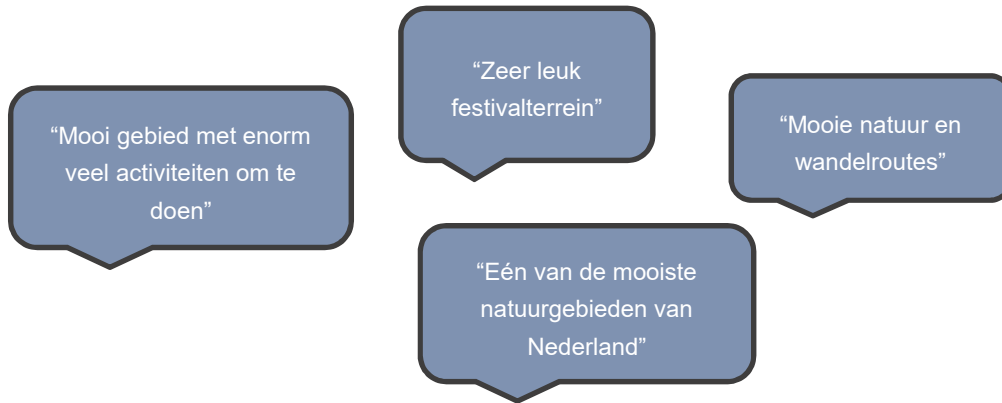 “Zeer leuk
festivalterrein”
“Mooi gebied met enorm
veel activiteiten om te
doen”
“Mooie natuur en
wandelroutes”
“Eén van de mooiste
natuurgebieden van
Nederland”